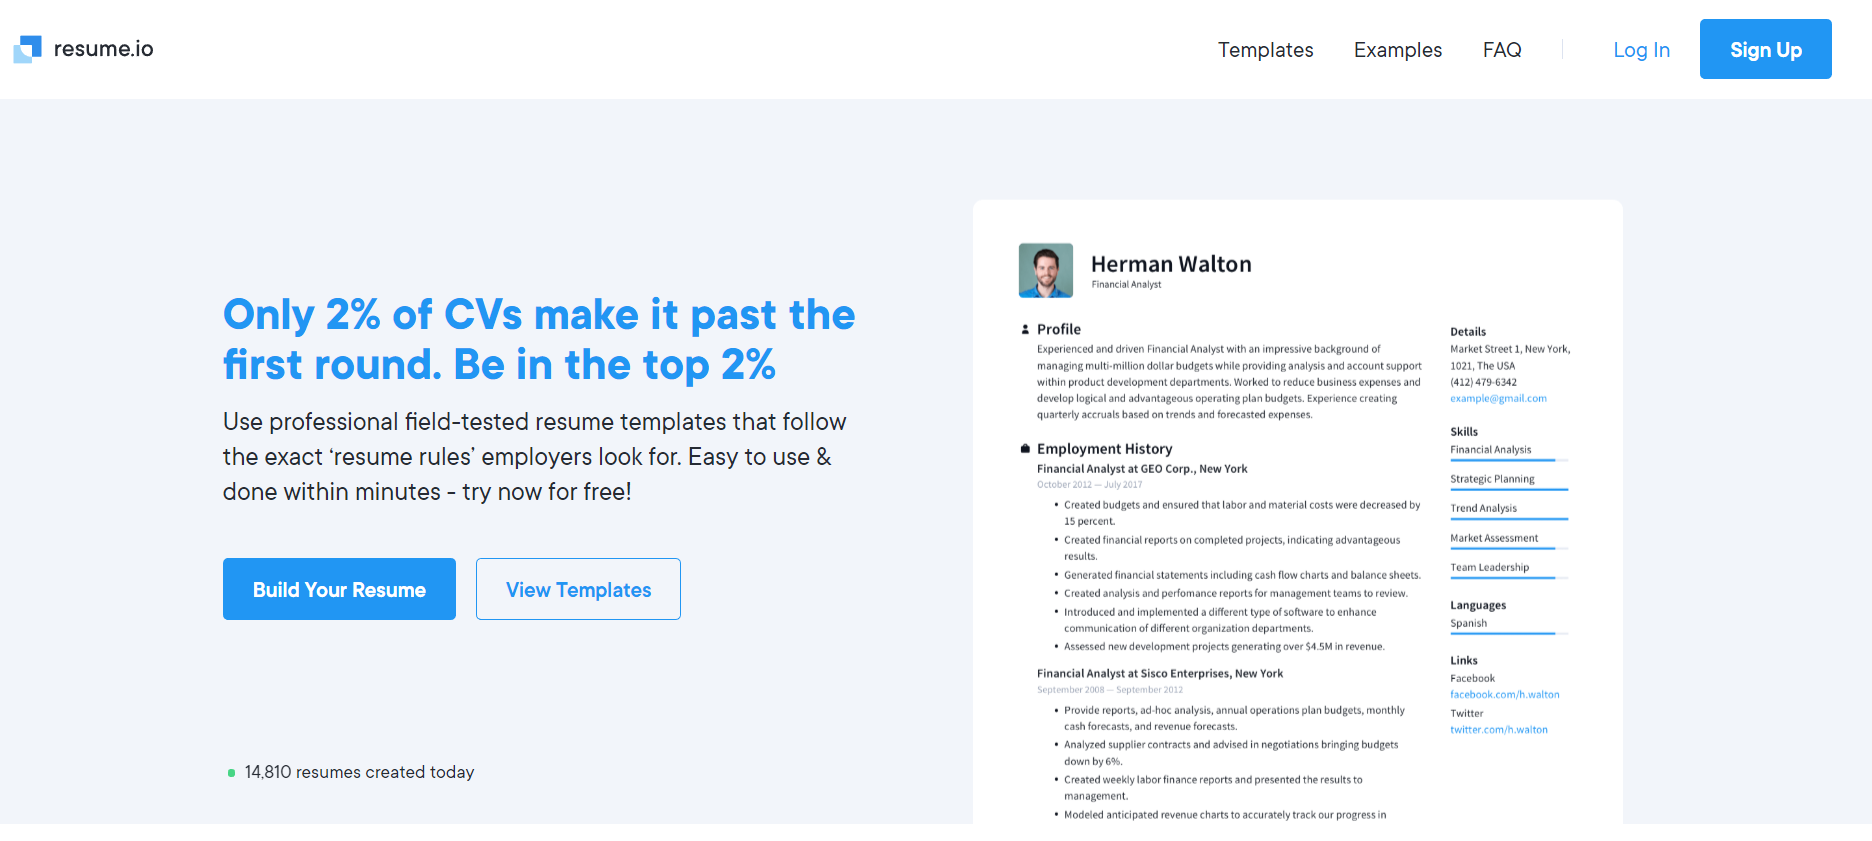 resume.io
Templates
Examples
FAQ
Log In
Sign Up
Only 2% of CVs make it past the
first round. Be in the top 2%
Use professional field-tested resume templates that follow
the exact ‘resume rules’ employers look for. Easy to use &
done within minutes - try now for free!
Build Your Resume
View Templates
14,810 resumes created today
Herman Walton
Financial Analyst
Profile
Experienced and driven Financial Analyst with an impressive background of
managing multi-million dollar budgets while providing analysis and account support
within product development departments. Worked to reduce business expenses and
develop logical and advantageous operating plan budgets. Experience creating
quarterly accruals based on trends and forecasted expenses.
Employment History
Financial Analyst at GEO Corp., New York
October 2012 — July 2017
• Created budgets and ensured that labor and material costs were decreased by
15 percent.
• Created financial reports on completed projects, indicating advantageous
results.
• Generated financial statements including cash flow charts and balance sheets.
• Created analysis and perfomance reports for management teams to review.
• Introduced and implemented a different type of software to enhance
communication of different organization departments.
• Assessed new development projects generating over $4.5M in revenue.
Financial Analyst at Sisco Enterprises, New York
September 2008 — September 2012
• Provide reports, ad-hoc analysis, annual operations plan budgets, monthly
cash forecasts, and revenue forecasts.
• Analyzed supplier contracts and advised in negotiations bringing budgets
down by 6%.
• Created weekly labor finance reports and presented the results to
management.
• Modeled anticipated revenue charts to accurately track our progress in
Details
Market Street 1, New York,
1021, The USA
(412) 479-6342
example@gmail.com
Skills
Financial Analysis
Strategic Planning
Trend Analysis
Market Assessment
Team Leadership
Languages
Spanish
Links
Facebook
facebook.com/h.walton
Twitter
twitter.com/h.walton